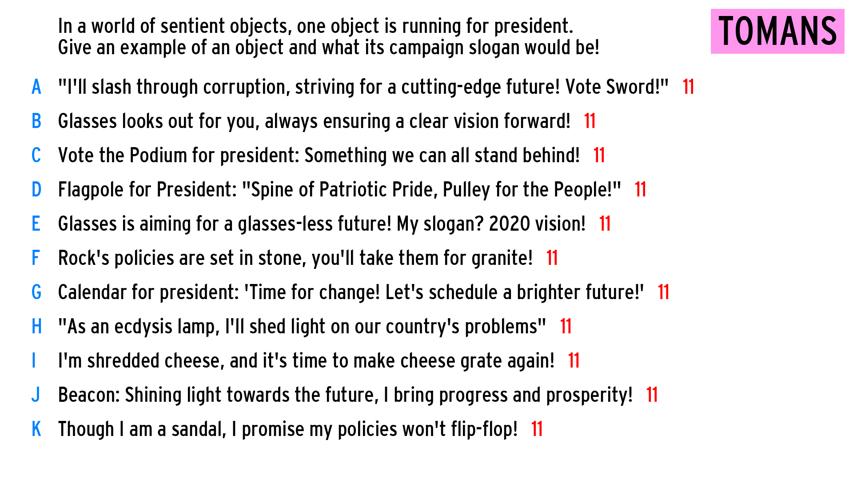 In a world of sentient objects, one object is running for president.
Give an example of an object and what its campaign slogan would be!
TOMANS
A "I'll slash through corruption, striving for a cutting-edge future! Vote Sword!" 11
B Glasses looks out for you, always ensuring a clear vision forward! 11
C Vote the Podium for president: Something we can all stand behind! 11
D Flagpole for President: "Spine of Patriotic Pride, Pulley for the People!" 11
E Glasses is aiming for a glasses-less future! My slogan? 2020 vision! 11
F Rock's policies are set in stone, you'll take them for granite! 11
G Calendar for president: 'Time for change! Let's schedule a brighter future!' 11
H "As an ecdysis lamp, I'll shed light on our country's problems" 11
I I'm shredded cheese, and it's time to make cheese grate again! 11
J Beacon: Shining light towards the future, I bring progress and prosperity! 11
K Though I am a sandal, I promise my policies won't flip-flop! 11